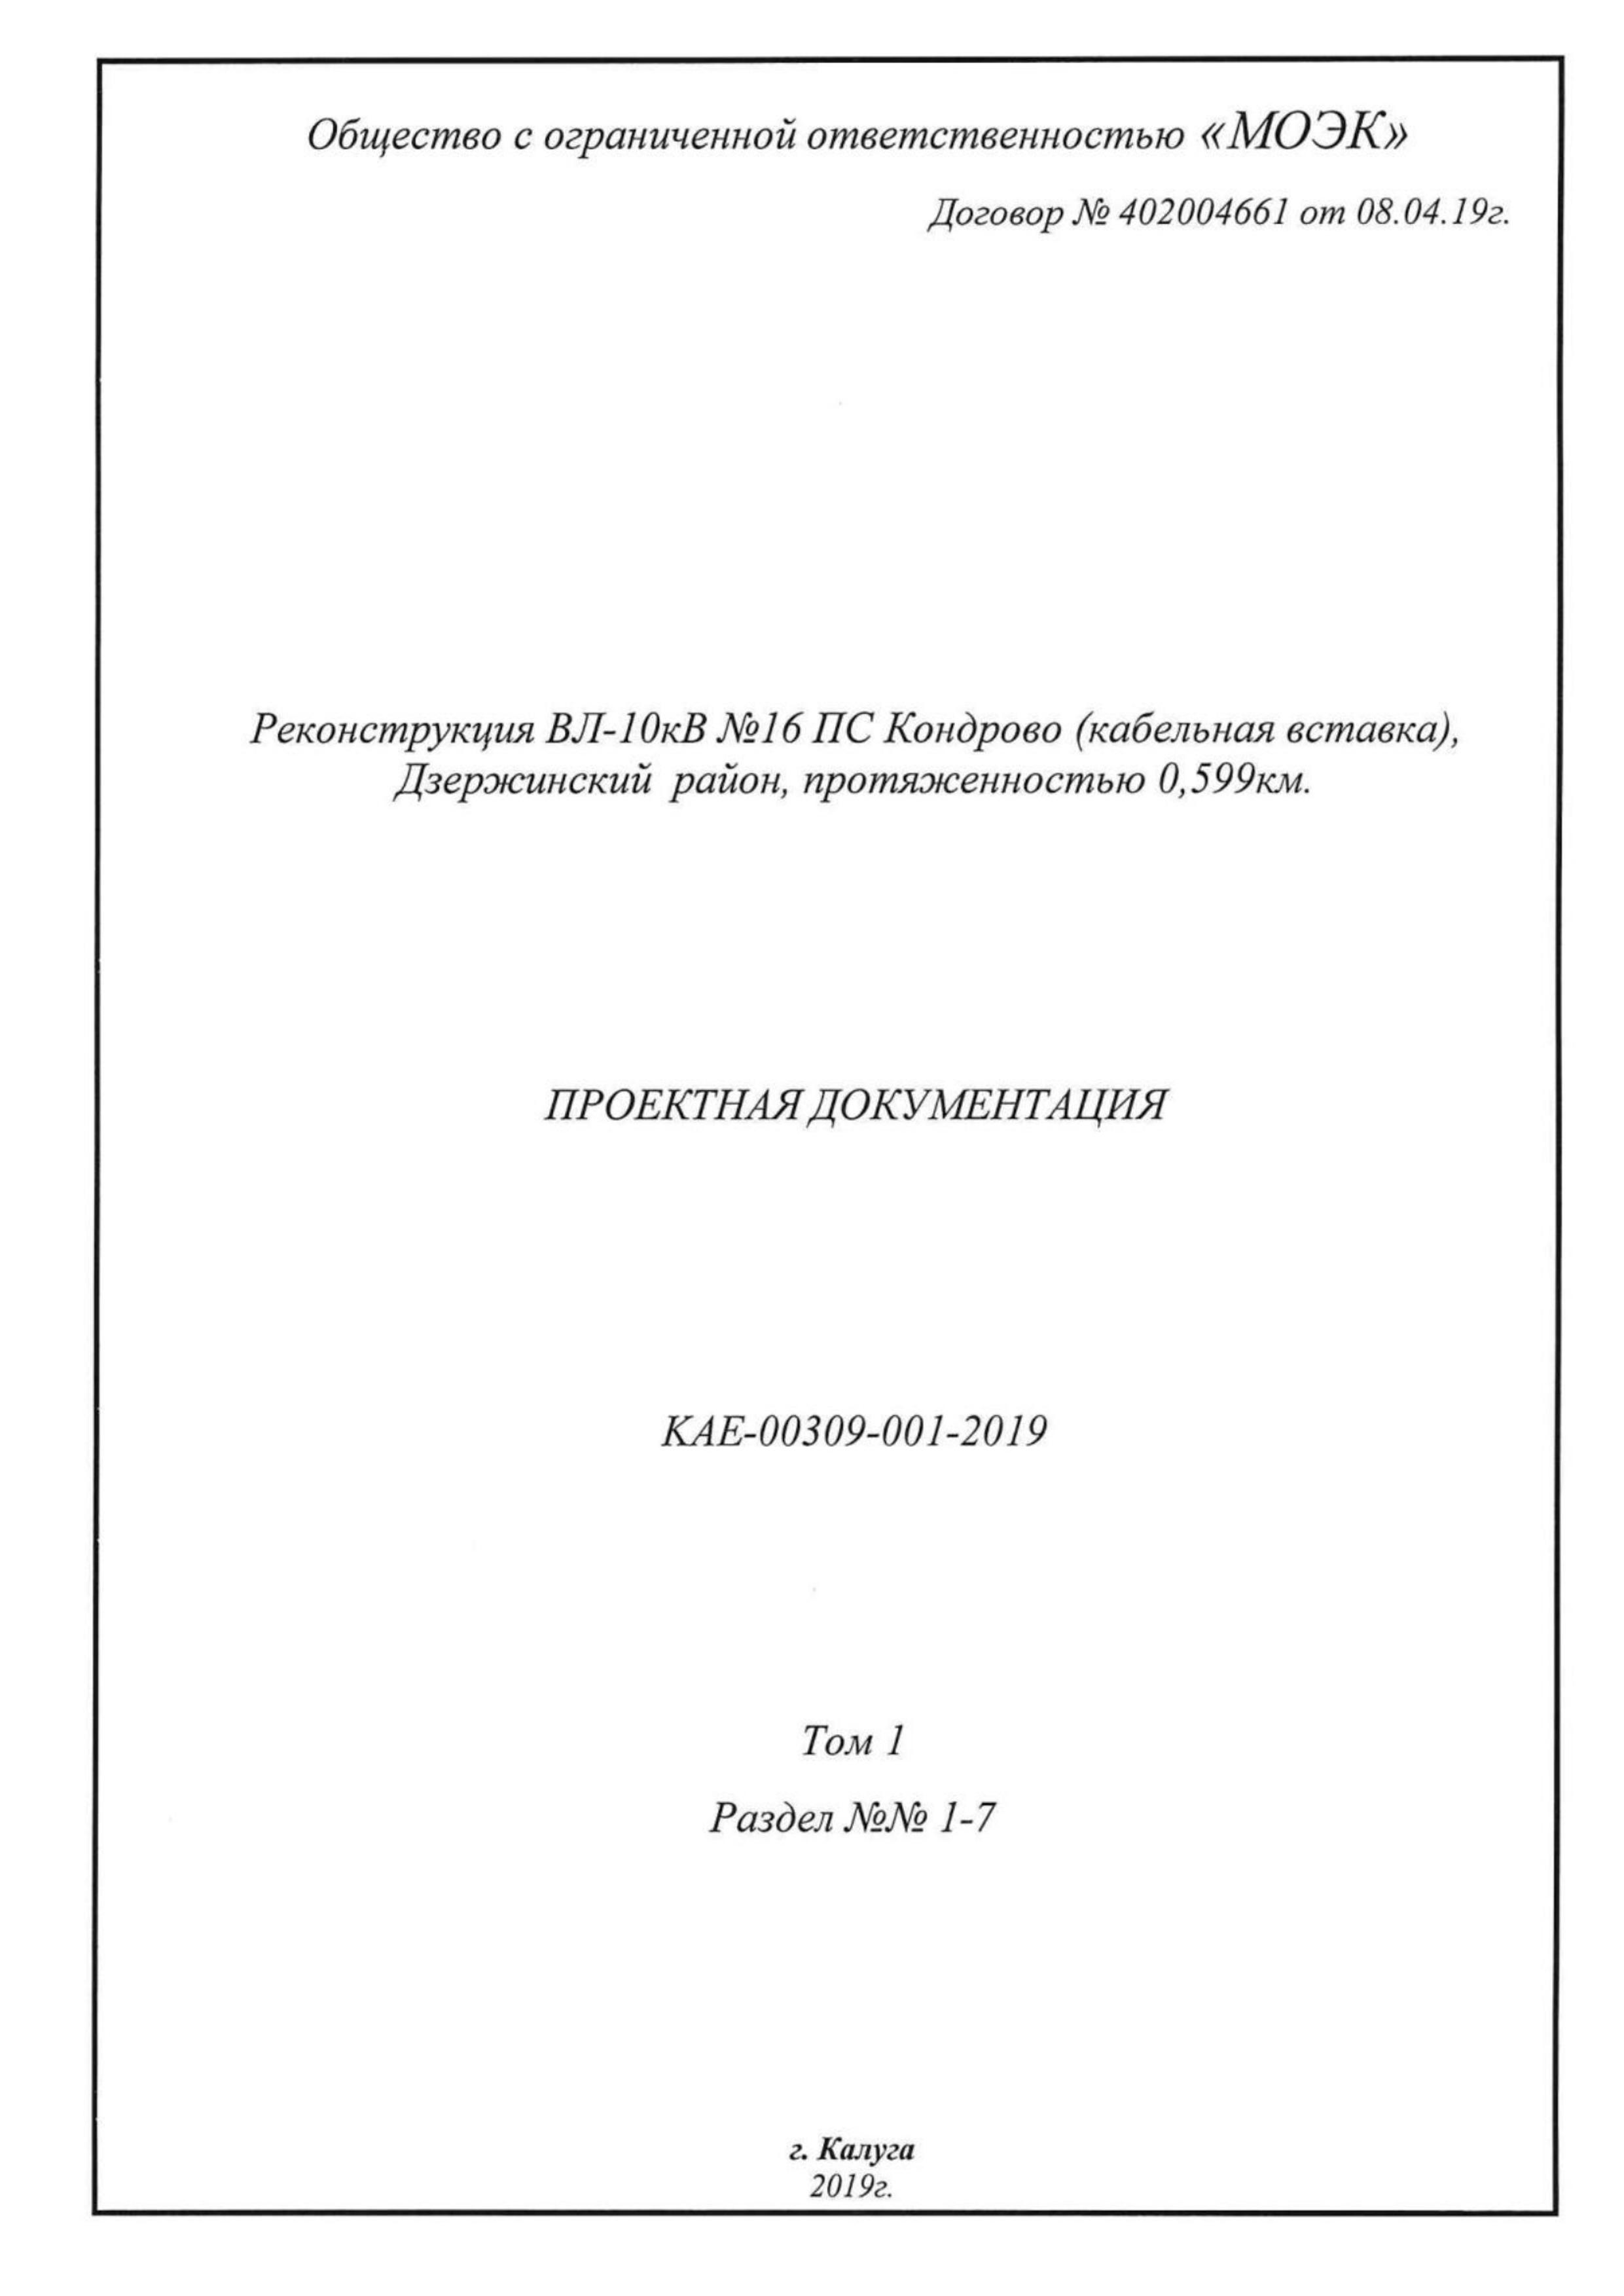 Общество с ограниченной ответственностью «МОЭК»
Договор № 402004661 от 08.04.19г.
Реконструкция ВЛ-10кВ №16 ПС Кондрово (кабельная вставка),
Дзержинский район, протяженностью 0,599км.
ПРОЕКТНАЯ ДОКУМЕНТАЦИЯ
КАЕ-00309-001-2019
Том 1
Раздел №№ 1-7
г. Калуга
2019г.